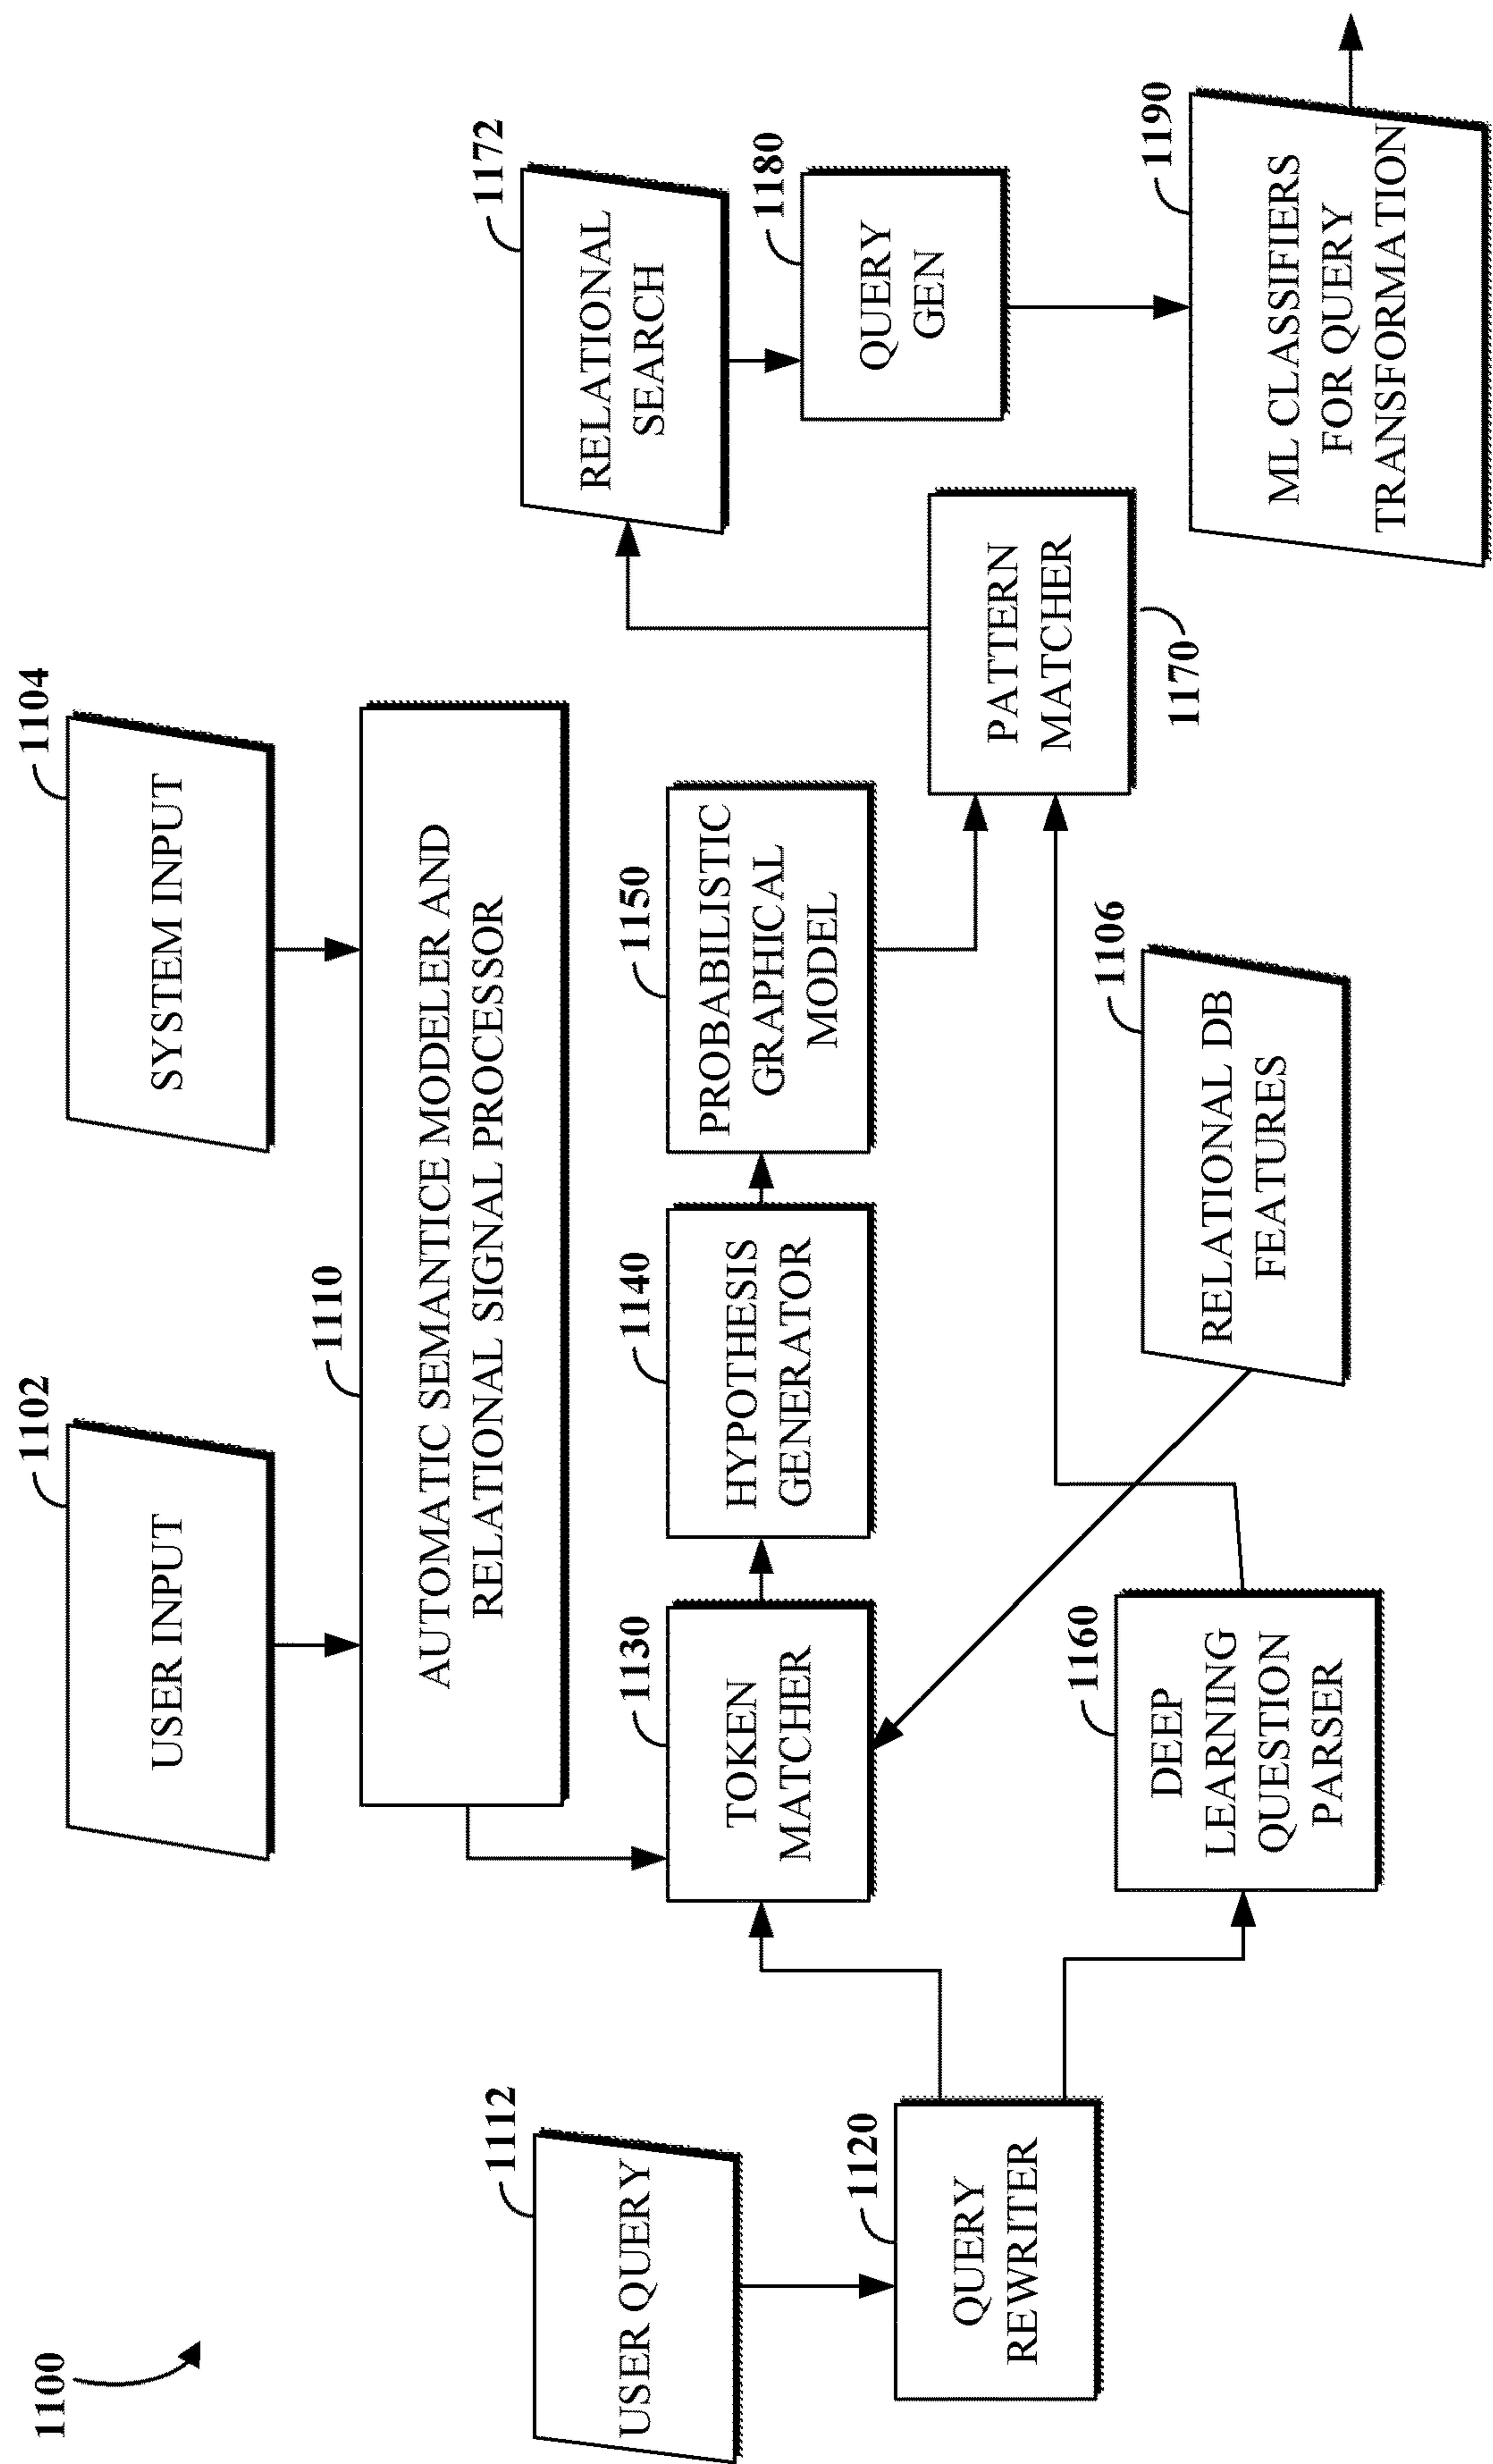 1100
1102
USER INPUT
1104
SYSTEM INPUT
1110
AUTOMATIC SEMANTICE MODELER AND
RELATIONAL SIGNAL PROCESSOR
1112
USER QUERY
1120
QUERY
REWRITER
1130
TOKEN
MATCHER
1140
HYPOTHESIS
GENERATOR
1150
PROBABILISTIC
GRAPHICAL
MODEL
1160
DEEP
LEARNING
QUESTION
PARSER
1106
RELATIONAL DB
FEATURES
PATTERN
MATCHER
1170
1172
RELATIONAL
SEARCH
1180
QUERY
GEN
1190
ML CLASSIFIERS
FOR QUERY
TRANSFORMATION